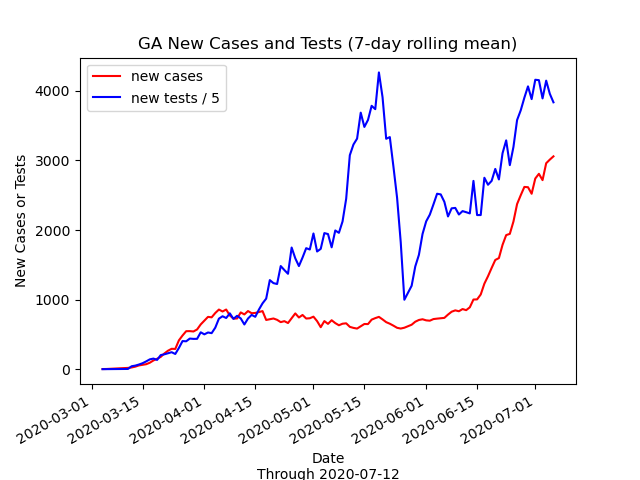 GA New Cases and Tests (7-day rolling mean)
new cases
new tests / 5
New Cases or Tests
4000
3000
2000
1000
0
2020-03-01
2020-03-15
2020-04-01
2020-04-15
2020-05-01
2020-05-15
2020-06-01
2020-06-15
2020-07-01
Date
Through 2020-07-12